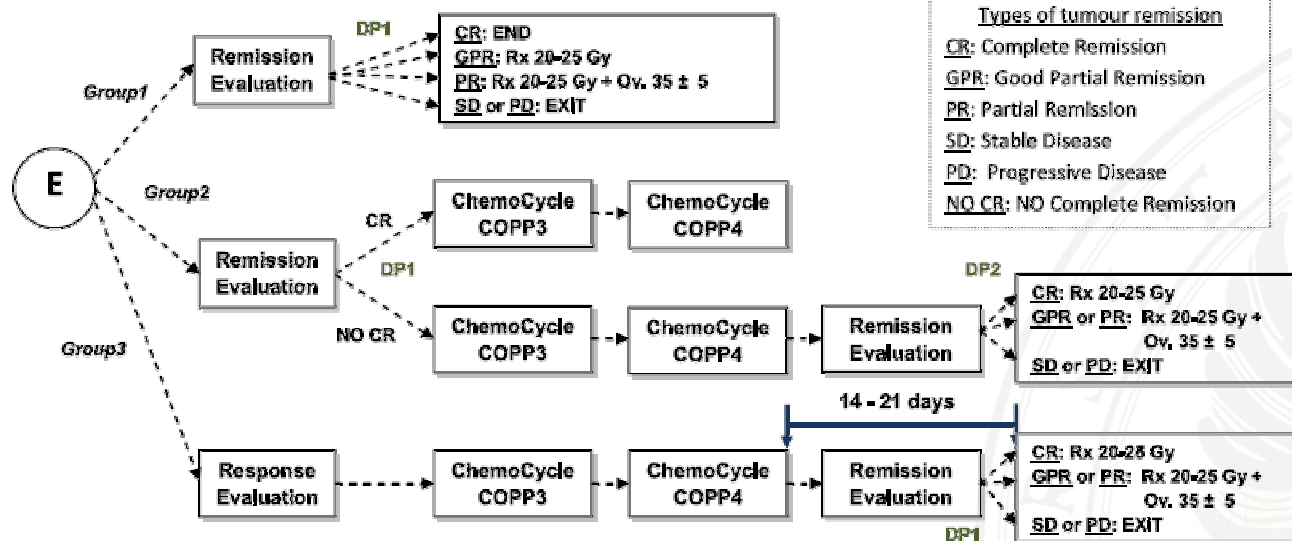 DP1
Group1
Remission
Evaluation
CR: END
GPR: Rx 20-25 Gy
PR: Rx 20-25 Gy + Ov. 35 ± 5
SD or PD: EXIT
Types of tumour remission
CR: Complete Remission
GPR: Good Partial Remission
PR: Partial Remission
SD: Stable Disease
PD: Progressive Disease
NO CR: NO Complete Remission
E
Group2
Remission
Evaluation
CR
DP1
NO CR
ChemoCycle
COPP3
ChemoCycle
COPP4
ChemoCycle
COPP3
ChemoCycle
COPP4
Remission
Evaluation
DP2
CR: Rx 20-25 Gy
GPR or PR: Rx 20-25 Gy +
Ov. 35 ± 5
SD or PD: EXIT
Group3
14 - 21 days
Response
Evaluation
ChemoCycle
COPP3
ChemoCycle
COPP4
Remission
Evaluation
DP1
CR: Rx 20-25 Gy
GPR or PR: Rx 20-25 Gy +
Ov. 35 ± 5
SD or PD: EXIT